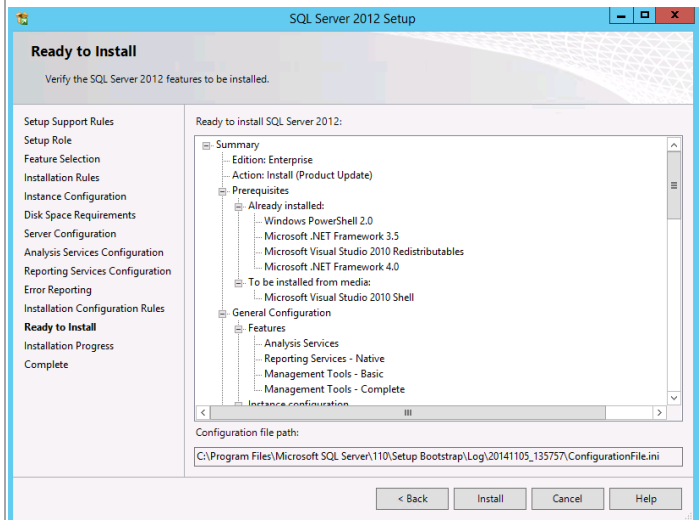 SQL Server 2012 Setup
Ready to Install
Verify the SQL Server 2012 features to be installed.
Setup Support Rules
Setup Role
Feature Selection
Installation Rules
Instance Configuration
Disk Space Requirements
Server Configuration
Analysis Services Configuration
Reporting Services Configuration
Error Reporting
Installation Configuration Rules
Ready to Install
Installation Progress
Complete
Ready to install SQL Server 2012:
Summary
Edition: Enterprise
Action: Install (Product Update)
Prerequisites
Already installed:
Windows PowerShell 2.0
Microsoft .NET Framework 3.5
Microsoft Visual Studio 2010 Redistributables
Microsoft .NET Framework 4.0
To be installed from media:
Microsoft Visual Studio 2010 Shell
General Configuration
Features
Analysis Services
Reporting Services - Native
Management Tools - Basic
Management Tools - Complete
Instance configuration
Configuration file path:
C:\Program Files\Microsoft SQL Server\110\Setup Bootstrap\Log\20141105_135757\ConfigurationFile.ini
< Back Install Cancel Help